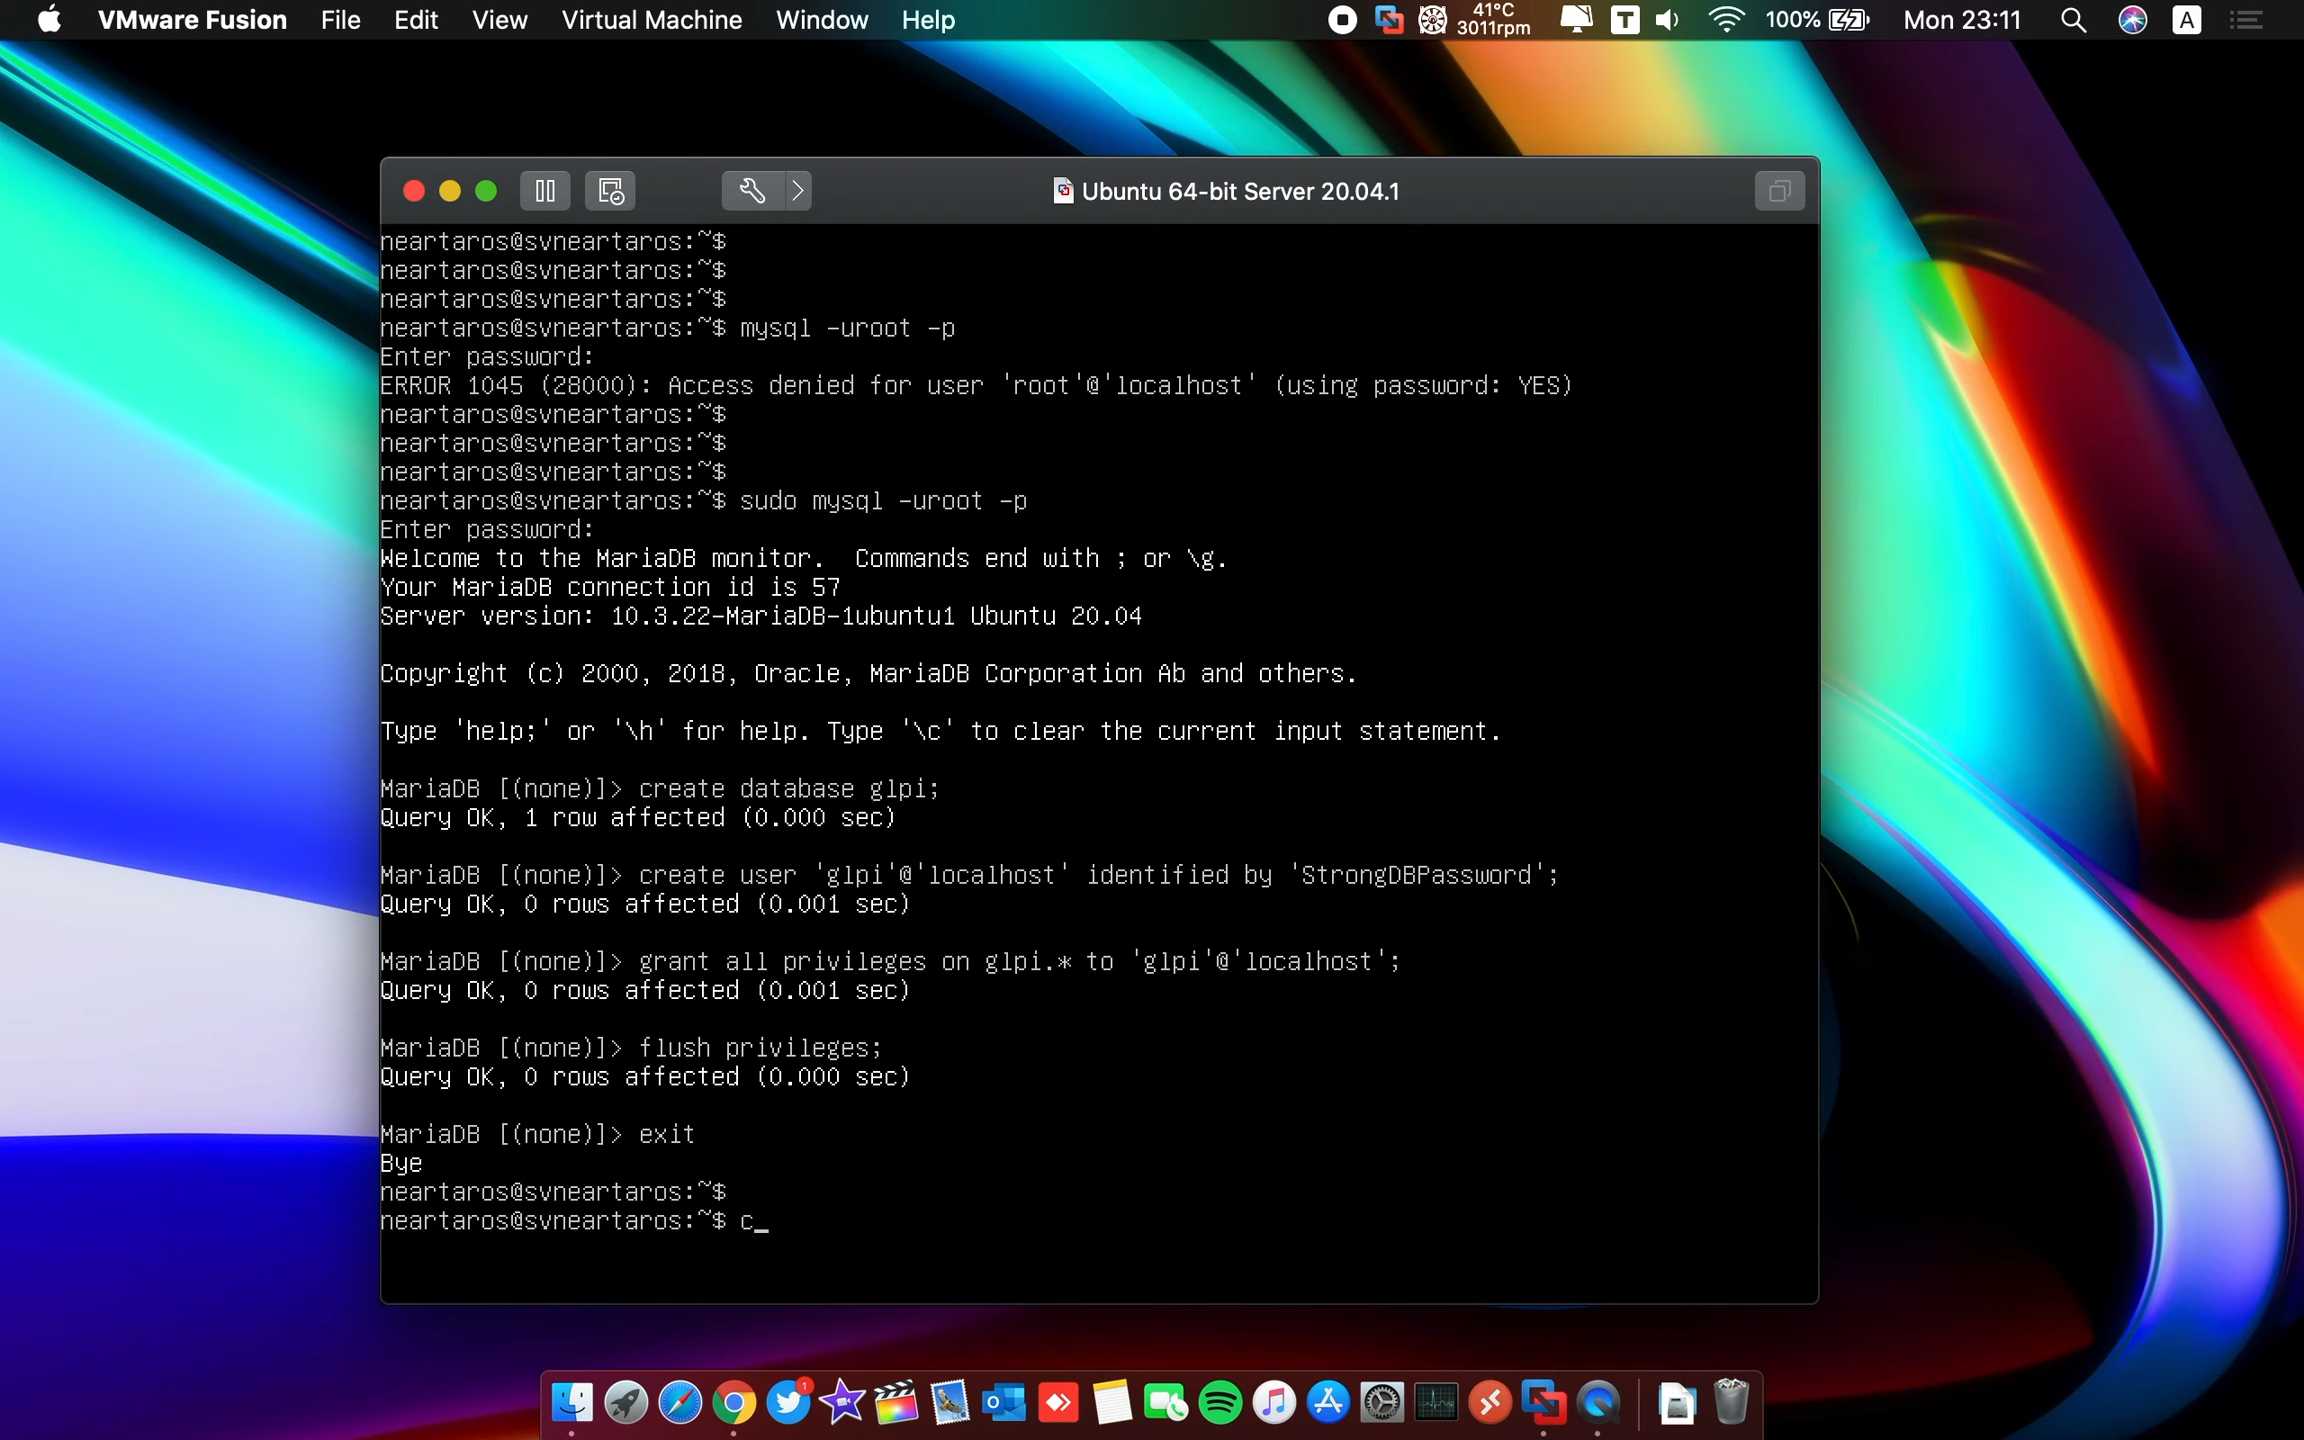 VMware Fusion File Edit View Virtual Machine Window Help 41°C 3011rpm T 100% Mon 23:11 A
Ubuntu 64-bit Server 20.04.1
neartaros@svneartaros:~$
neartaros@svneartaros:~$
neartaros@svneartaros:~$
neartaros@svneartaros:~$ mysql -uroot -p
Enter password:
ERROR 1045 (28000): Access denied for user 'root'@'localhost' (using password: YES)
neartaros@svneartaros:~$
neartaros@svneartaros:~$
neartaros@svneartaros:~$
neartaros@svneartaros:~$ sudo mysql -uroot -p
Enter password:
Welcome to the MariaDB monitor.  Commands end with ; or \g.
Your MariaDB connection id is 57
Server version: 10.3.22-MariaDB-1ubuntu1 Ubuntu 20.04
Copyright (c) 2000, 2018, Oracle, MariaDB Corporation Ab and others.
Type 'help;' or '\h' for help. Type '\c' to clear the current input statement.
MariaDB [(none)]> create database glpi;
Query OK, 1 row affected (0.000 sec)
MariaDB [(none)]> create user 'glpi'@'localhost' identified by 'StrongDBPassword';
Query OK, 0 rows affected (0.001 sec)
MariaDB [(none)]> grant all privileges on glpi.* to 'glpi'@'localhost';
Query OK, 0 rows affected (0.001 sec)
MariaDB [(none)]> flush privileges;
Query OK, 0 rows affected (0.000 sec)
MariaDB [(none)]> exit
Bye
neartaros@svneartaros:~$
neartaros@svneartaros:~$ c_
1